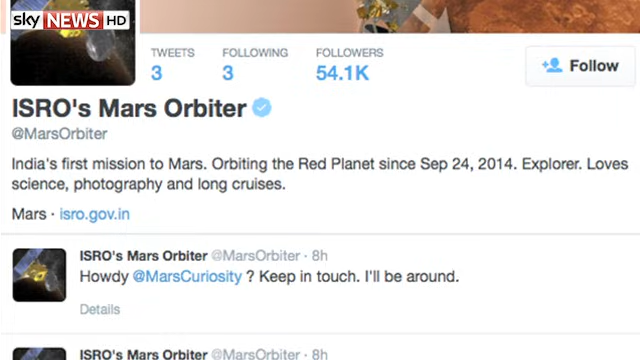 sky NEWS HD
TWEETS FOLLOWING FOLLOWERS
3 3 54.1K
Follow
ISRO's Mars Orbiter
@MarsOrbiter
India's first mission to Mars. Orbiting the Red Planet since Sep 24, 2014. Explorer. Loves
science, photography and long cruises.
Mars · isro.gov.in
ISRO's Mars Orbiter @MarsOrbiter · 8h
Howdy @MarsCuriosity ? Keep in touch. I'll be around.
Details
ISRO's Mars Orbiter @MarsOrbiter · 8h